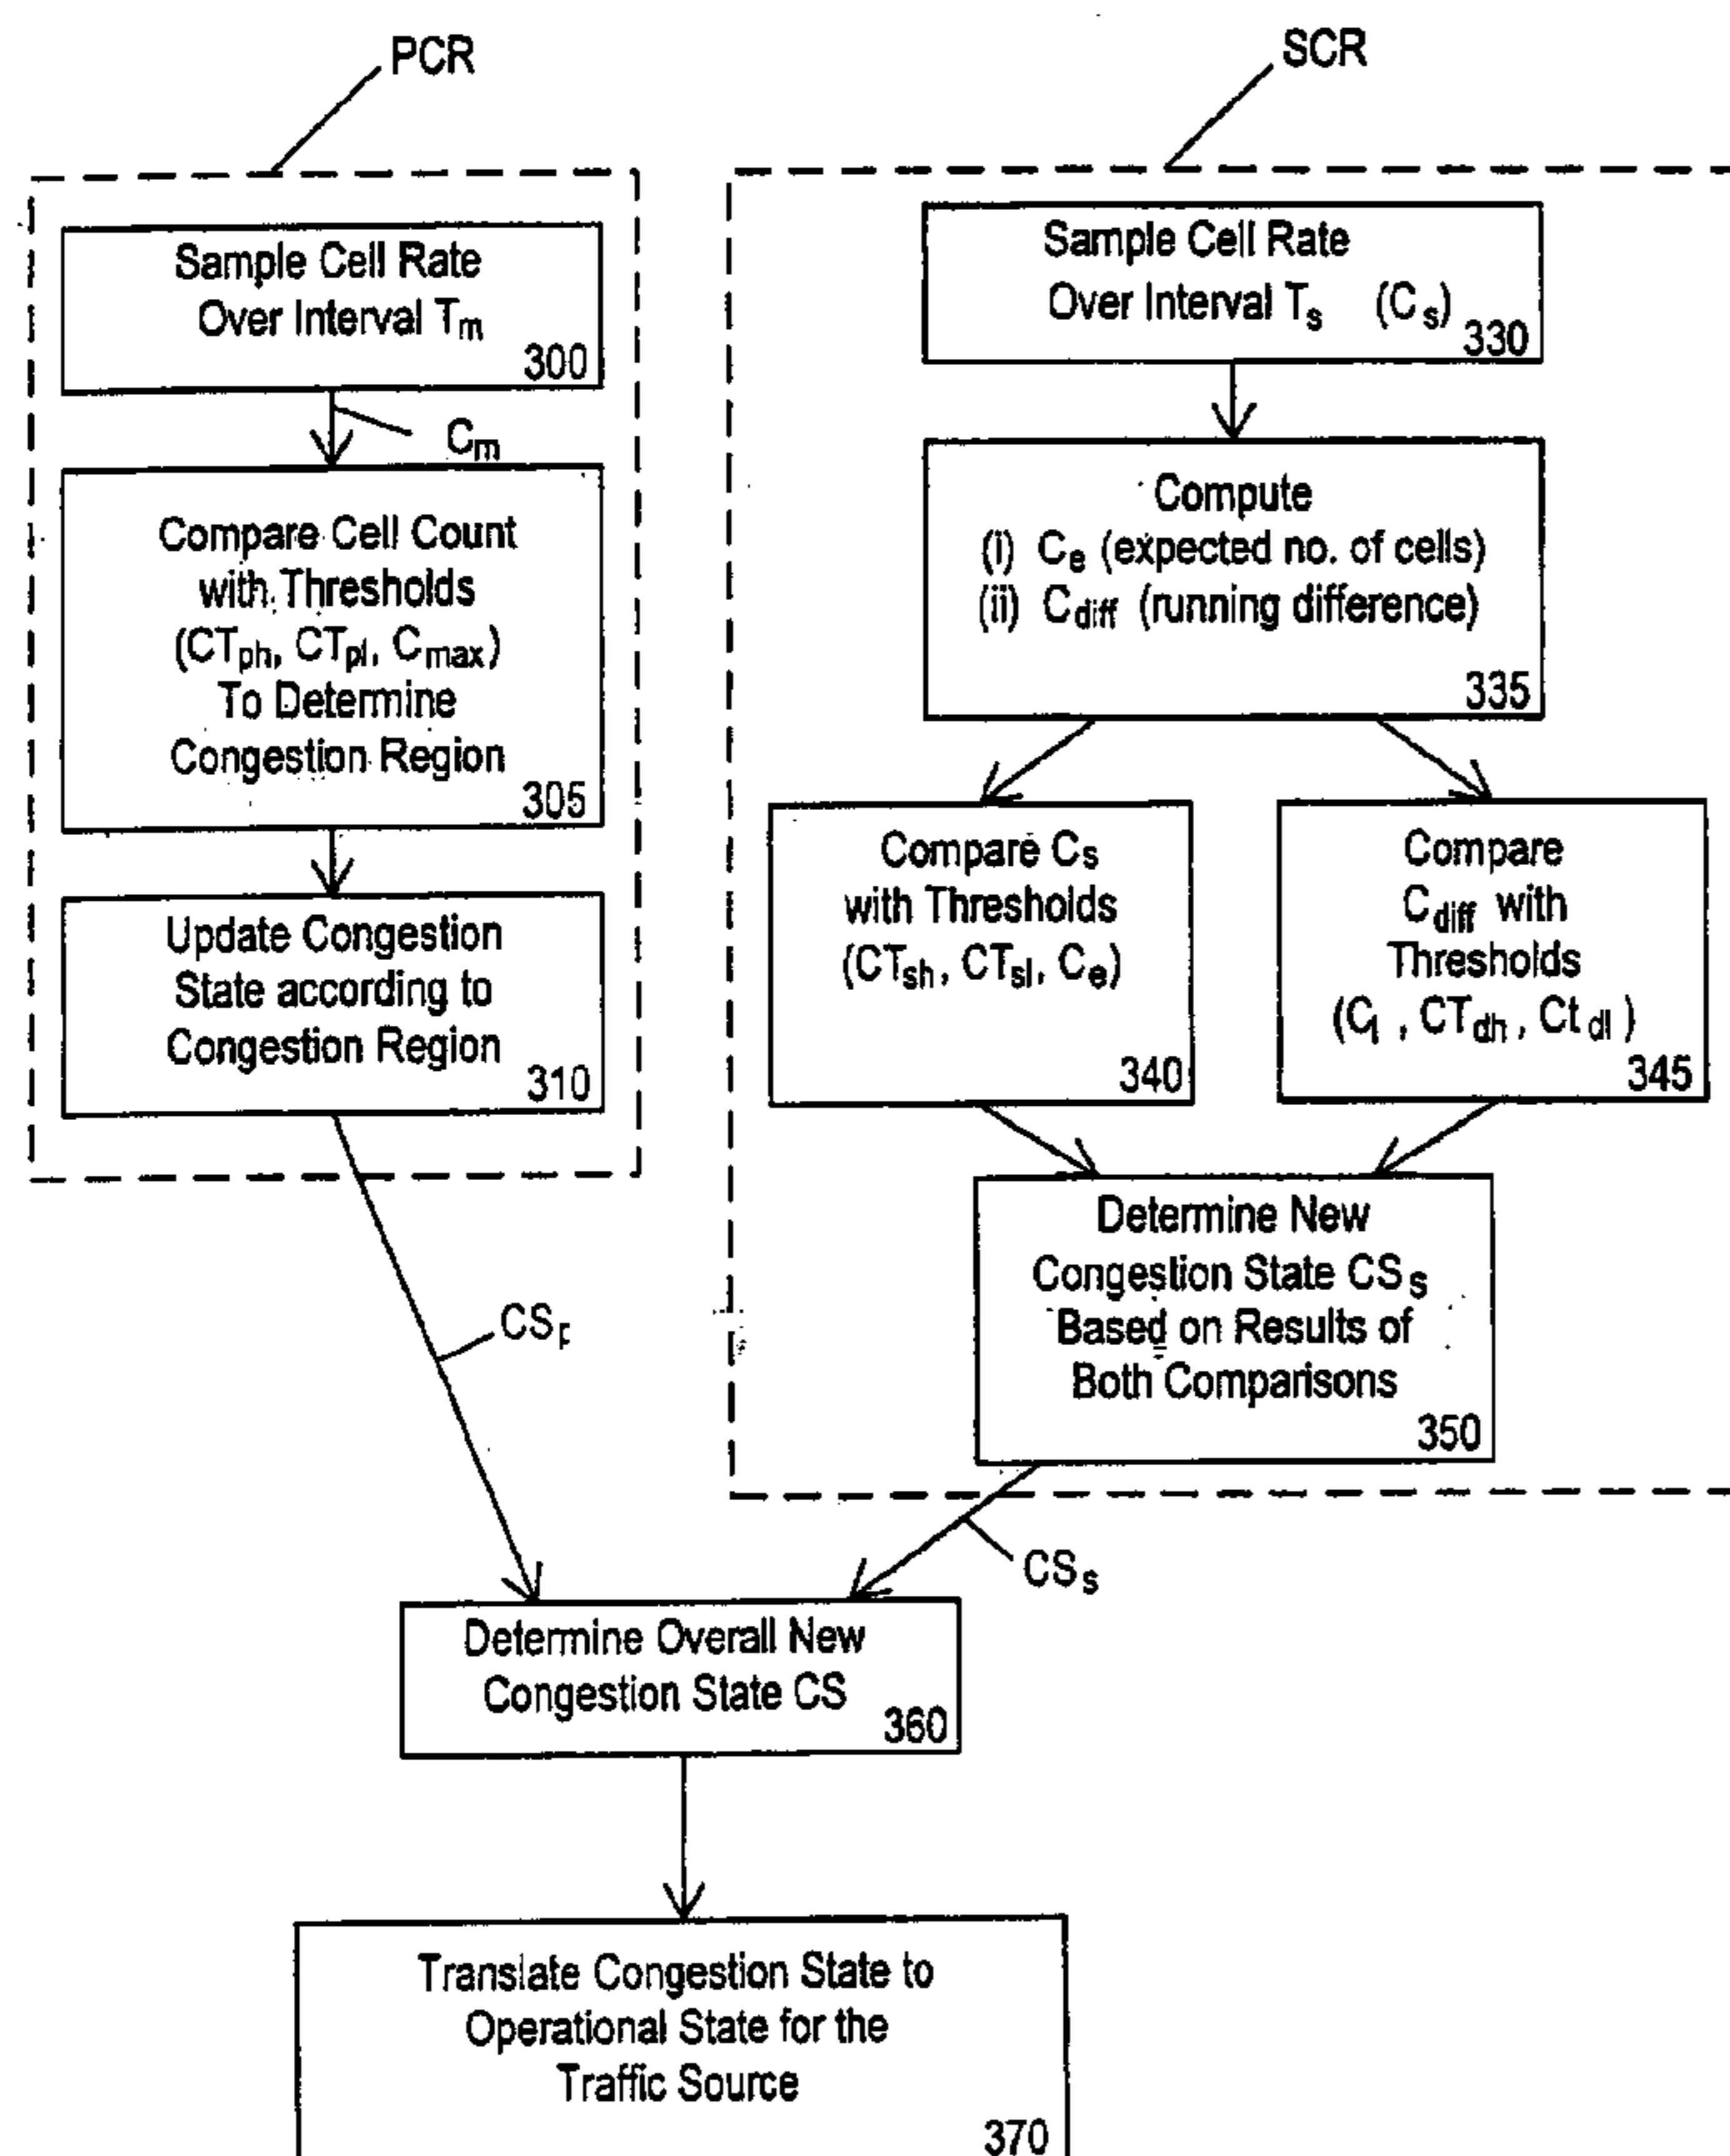 PCR
Sample Cell Rate
Over Interval Tm
300
Cm
Compare Cell Count
with Thresholds
(CTph, CTpl, Cmax)
To Determine
Congestion Region
305
Update Congestion
State according to
Congestion Region
310
CSp
SCR
Sample Cell Rate
Over Interval Ts (Cs)
330
Compute
(i) Ce (expected no. of cells)
(ii) Cdiff (running difference)
335
Compare Cs
with Thresholds
(CTsh, CTsl, Ce)
340
Compare
Cdiff with
Thresholds
(Cl , CTdh , Ctdl )
345
Determine New
Congestion State CSs
Based on Results of
Both Comparisons
350
CSs
Determine Overall New
Congestion State CS
360
Translate Congestion State to
Operational State for the
Traffic Source
370